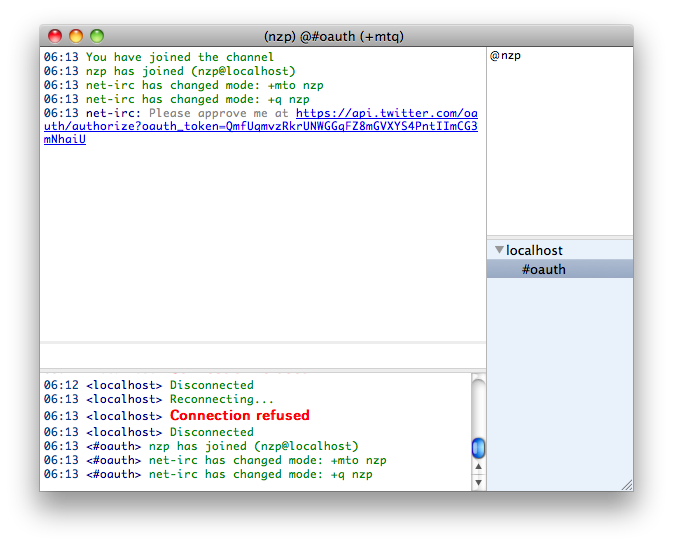 (nzp) @#oauth (+mtq)
06:13 You have joined the channel
06:13 nzp has joined (nzp@localhost)
06:13 net-irc has changed mode: +mto nzp
06:13 net-irc has changed mode: +q nzp
06:13 net-irc: Please approve me at https://api.twitter.com/oa
uth/authorize?oauth_token=QmfUqmvzRkrUNWGGqFZ8mGVXYS4PntIImCG3
mNhaiU
@nzp
localhost
#oauth
06:12 <localhost> Disconnected
06:13 <localhost> Reconnecting...
06:13 <localhost> Connection refused
06:13 <localhost> Disconnected
06:13 <#oauth> nzp has joined (nzp@localhost)
06:13 <#oauth> net-irc has changed mode: +mto nzp
06:13 <#oauth> net-irc has changed mode: +q nzp